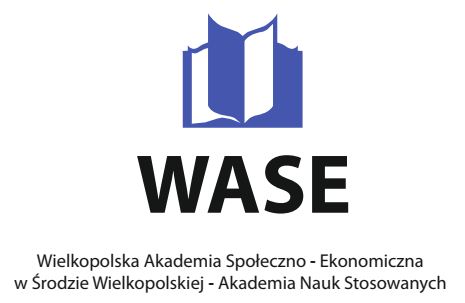 WASE
Wielkopolska Akademia Społeczno - Ekonomiczna
w Środzie Wielkopolskiej - Akademia Nauk Stosowanych